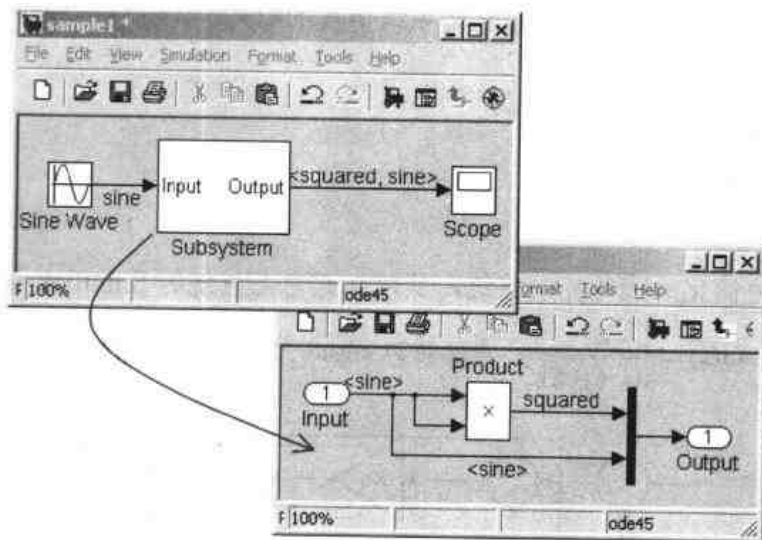 sample1 *
File Edit View Simulation Format Tools Help
sine
Input
Output
<squared, sine>
Sine Wave
Subsystem
Scope
100%
ode45
Format Tools Help
Product
<sine>
1
Input
×
squared
<sine>
1
Output
100%
ode45